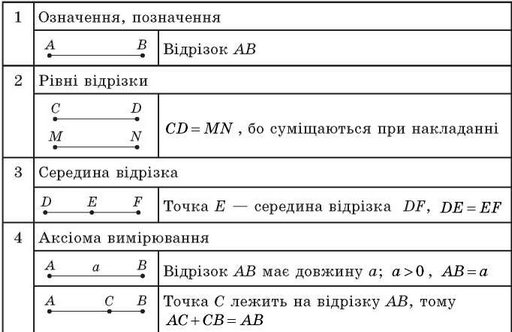 1 Означення, позначення
A B Відрізок AB
2 Рівні відрізки
C D
M N
CD = MN , бо суміщаються при накладанні
3 Середина відрізка
D E F Точка E — середина відрізка DF, DE = EF
4 Аксіома вимірювання
A a B Відрізок AB має довжину a; a > 0 , AB = a
A C B Точка C лежить на відрізку AB, тому
AC + CB = AB